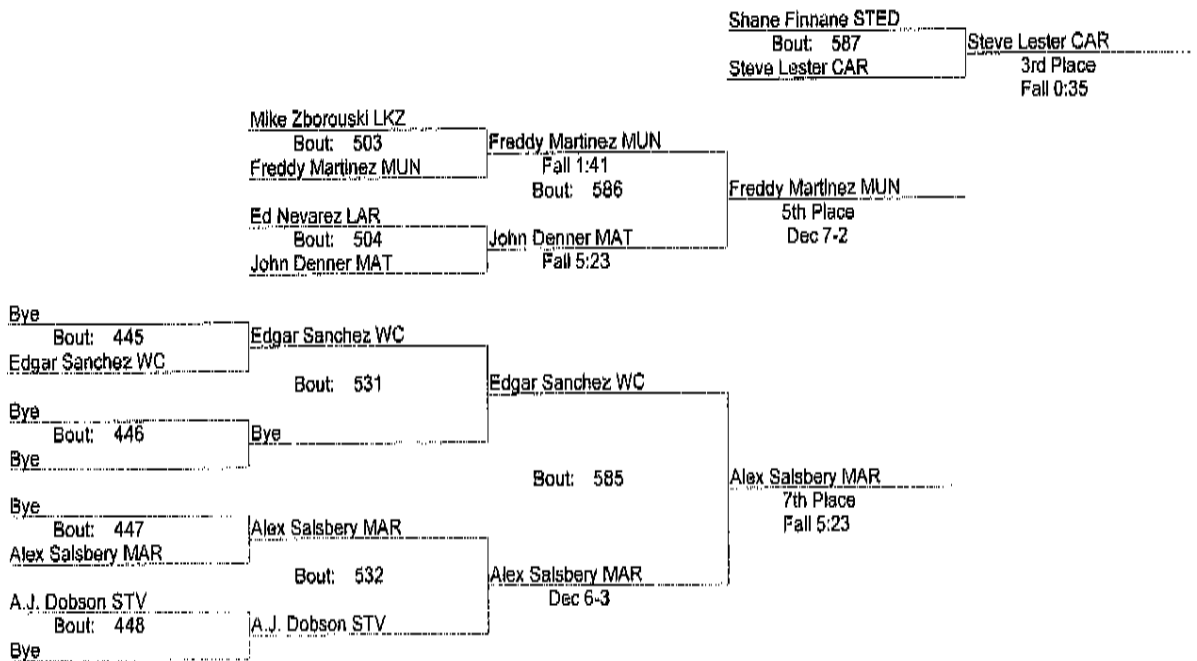 Shane Finnane STED
Bout: 587
Steve Lester CAR
Steve Lester CAR
3rd Place
Fall 0:35
Mike Zborouski LKZ
Bout: 503
Freddy Martinez MUN
Freddy Martinez MUN
Fall 1:41
Bout: 586
Freddy Martinez MUN
5th Place
Dec 7-2
Ed Nevarez LAR
Bout: 504
John Denner MAT
John Denner MAT
Fall 5:23
Bye
Bout: 445
Edgar Sanchez WC
Edgar Sanchez WC
Bout: 531
Edgar Sanchez WC
Bye
Bout: 446
Bye
Bye
Bout: 585
Alex Salsbery MAR
7th Place
Fall 5:23
Bye
Bout: 447
Alex Salsbery MAR
Alex Salsbery MAR
Bout: 532
Alex Salsbery MAR
Dec 6-3
A.J. Dobson STV
Bout: 448
Bye
A.J. Dobson STV